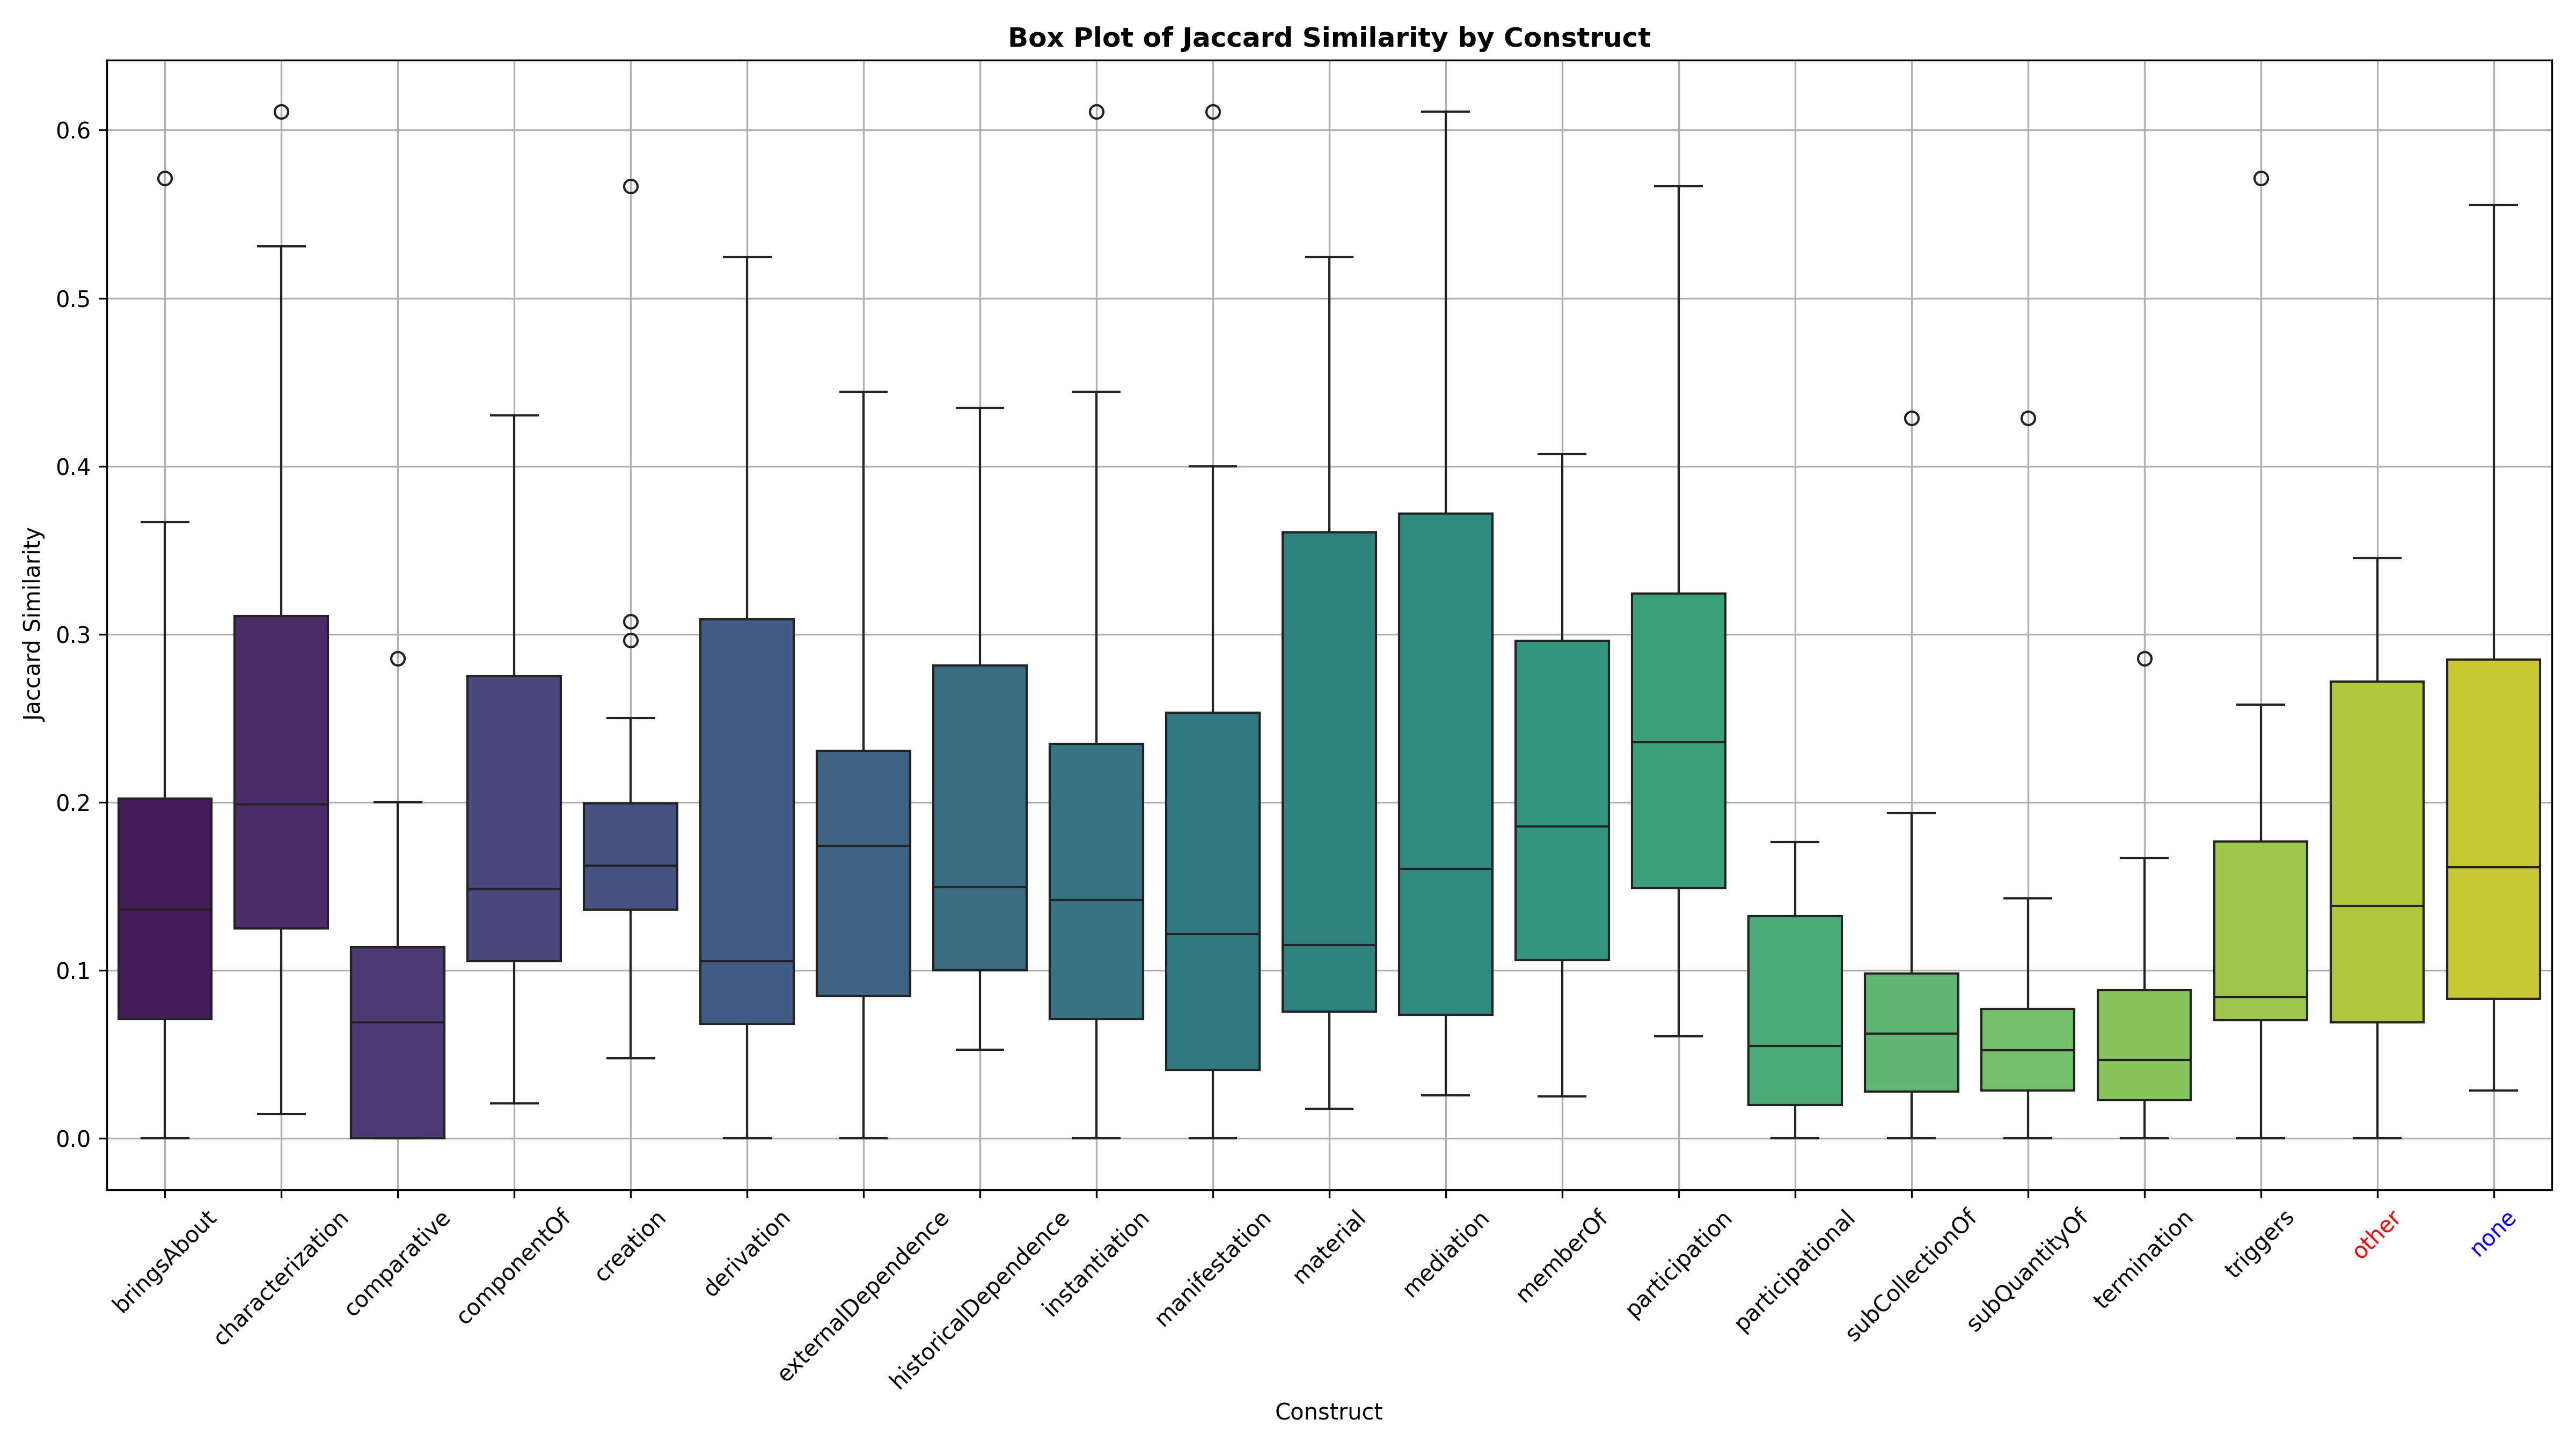 Box Plot of Jaccard Similarity by Construct
Jaccard Similarity
0.6
0.5
0.4
0.3
0.2
0.1
0.0
bringsAbout
characterization
comparative
componentOf
creation
derivation
externalDependence
historicalDependence
instantiation
manifestation
material
mediation
memberOf
participation
participational
subCollectionOf
subQuantityOf
termination
triggers
other
none
Construct